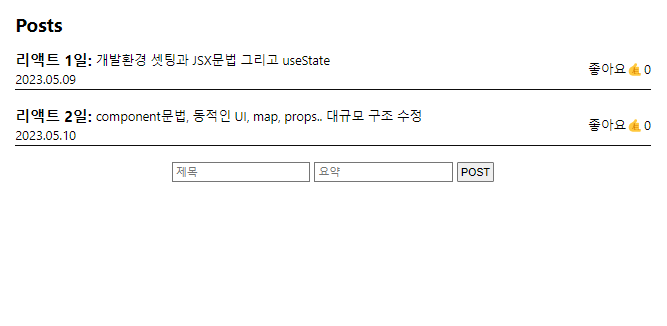 Posts
리액트 1일: 개발환경 셋팅과 JSX문법 그리고 useState
2023.05.09
좋아요👍0
리액트 2일: component문법, 동적인 UI, map, props.. 대규모 구조 수정
2023.05.10
좋아요👍0
제목 요약 POST